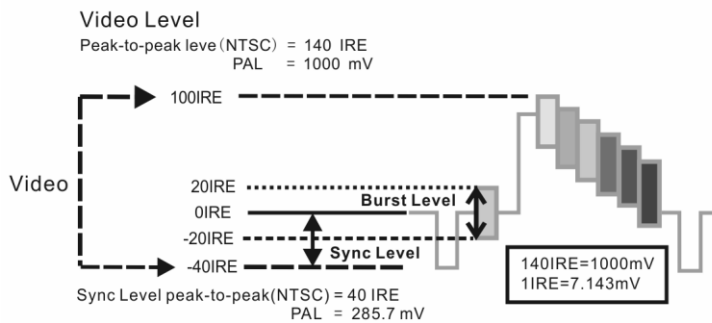 Video Level
Peak-to-peak leve(NTSC) = 140 IRE
PAL = 1000 mV
100IRE
Video
20IRE
Burst Level
0IRE
-20IRE
Sync Level
-40IRE
140IRE=1000mV
1IRE=7.143mV
Sync Level peak-to-peak(NTSC) = 40 IRE
PAL = 285.7 mV